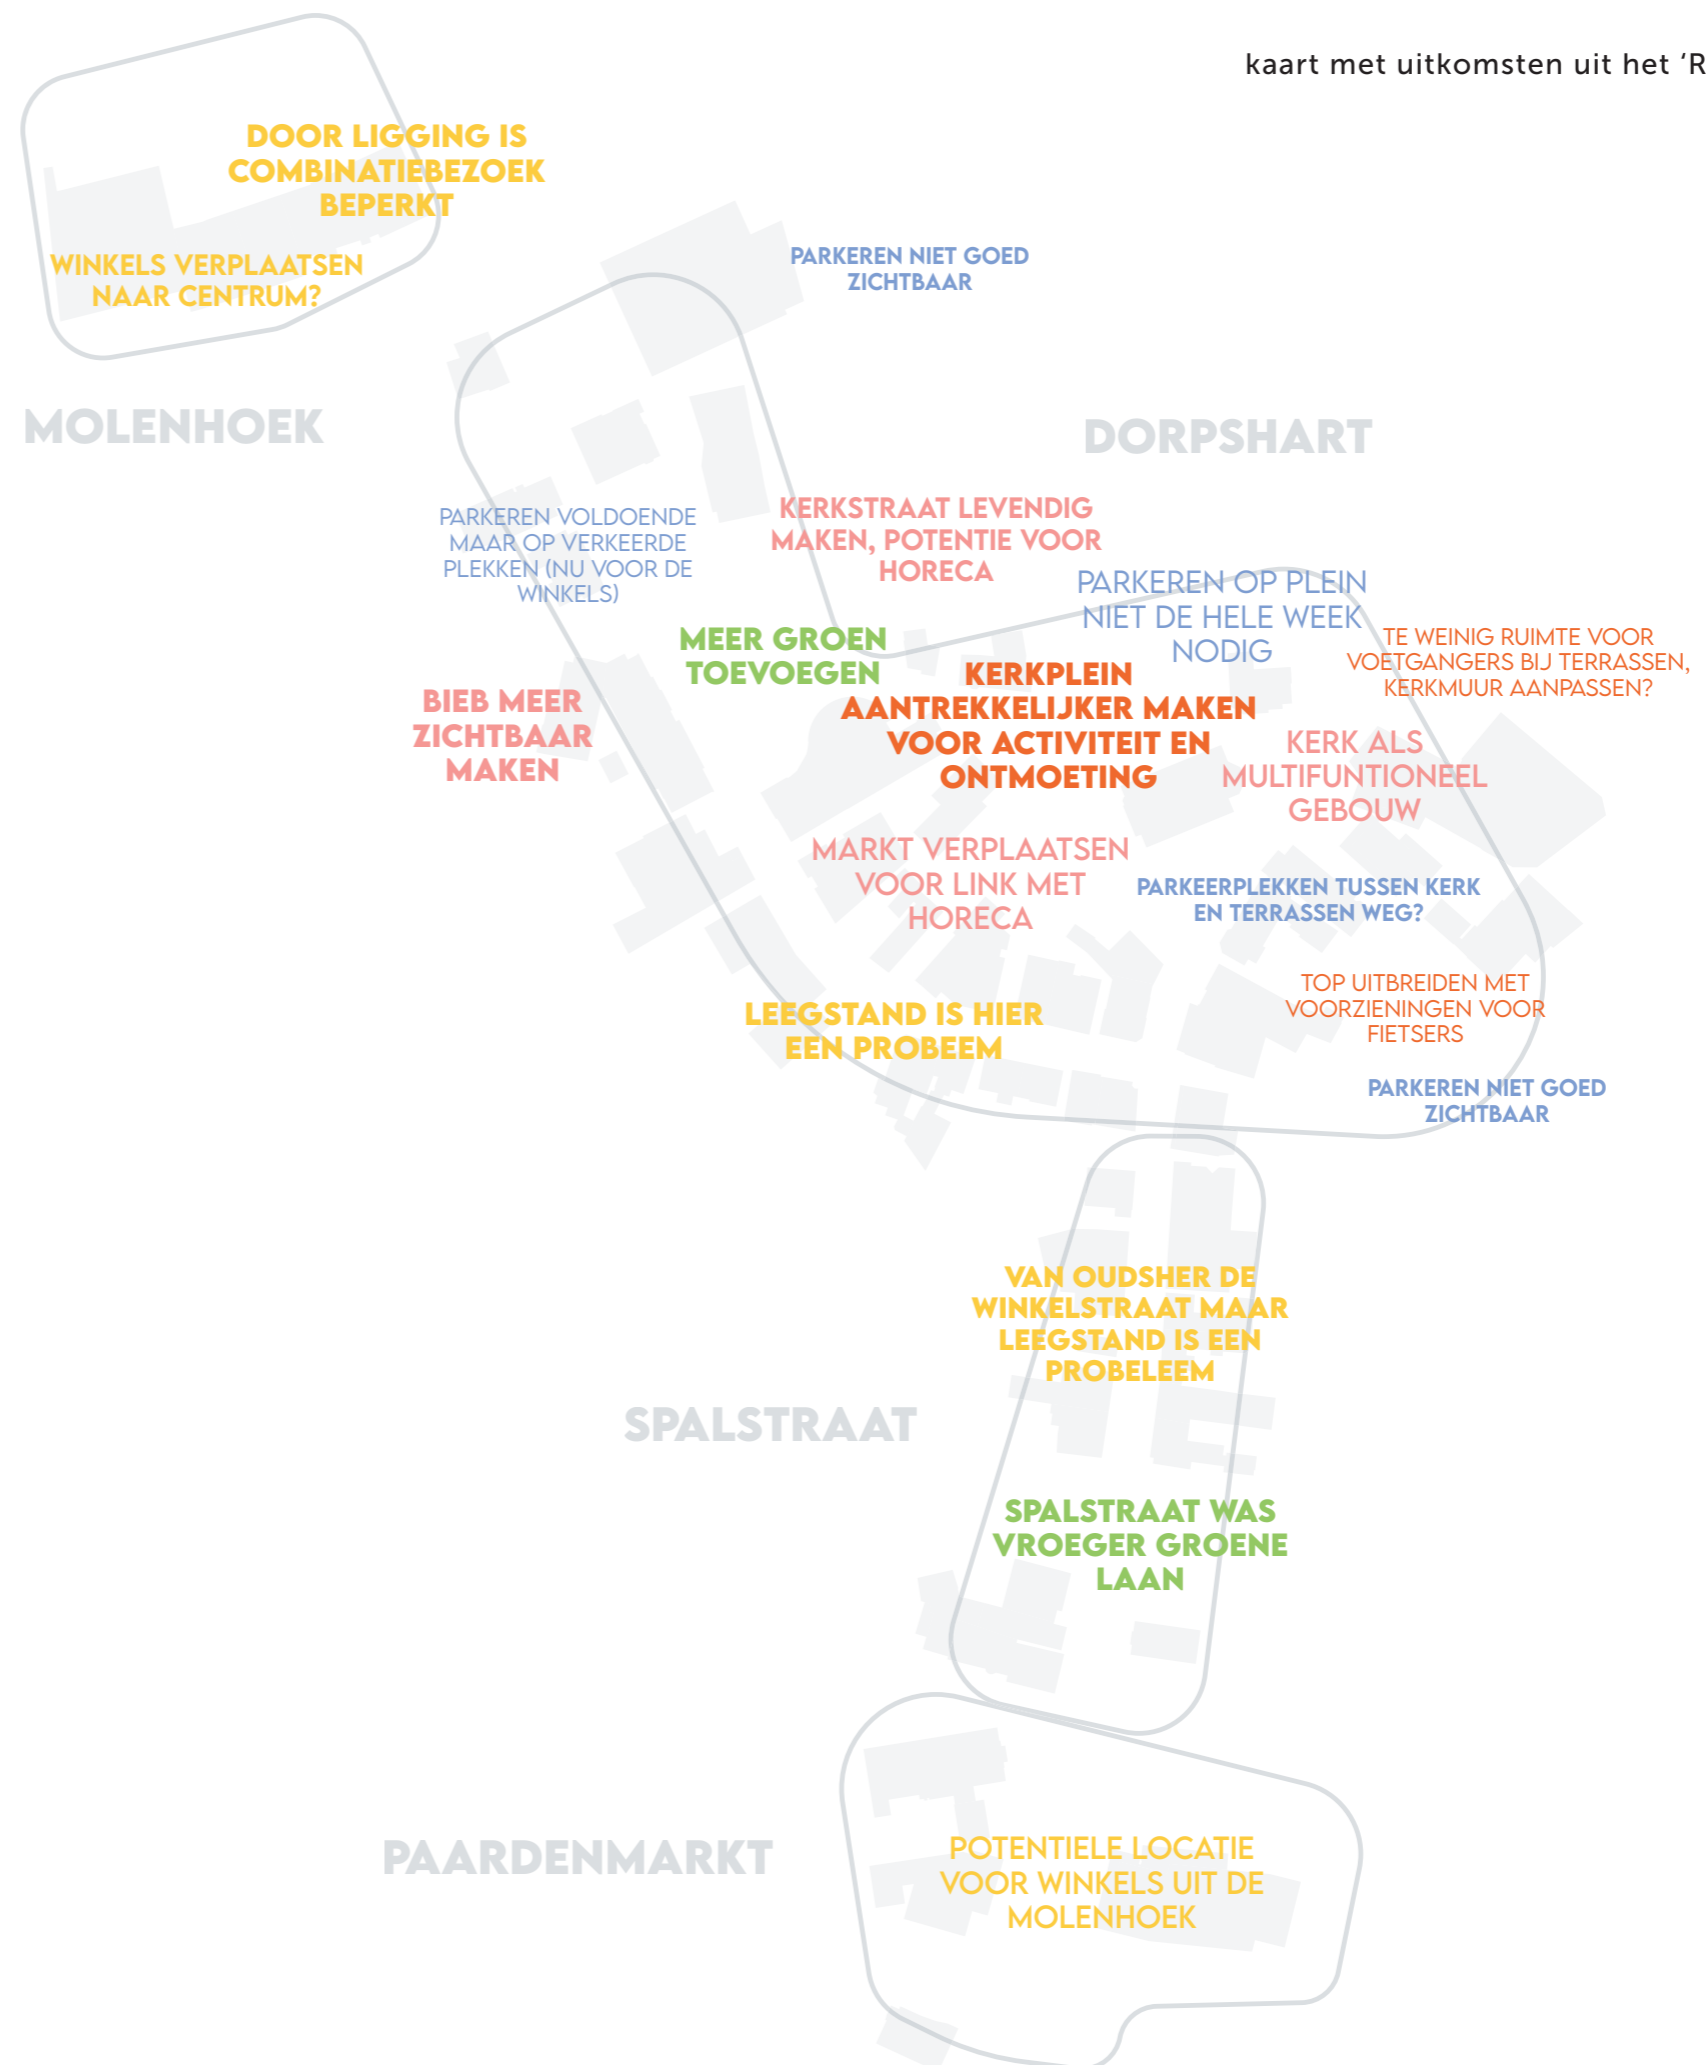 kaart met uitkomsten uit het ‘R
DOOR LIGGING IS
COMBINATIEBEZOEK
BEPERKT
WINKELS VERPLAATSEN
NAAR CENTRUM?
PARKEREN NIET GOED
ZICHTBAAR
MOLENHOEK
DORPSHART
PARKEREN VOLDOENDE
MAAR OP VERKEERDE
PLEKKEN (NU VOOR DE
WINKELS)
KERKSTRAAT LEVENDIG
MAKEN, POTENTIE VOOR
HORECA
PARKEREN OP PLEIN
NIET DE HELE WEEK
NODIG
TE WEINIG RUIMTE VOOR
VOETGANGERS BIJ TERRASSEN,
KERKMUUR AANPASSEN?
MEER GROEN
TOEVOEGEN
KERKPLEIN
AANTREKKELIJKER MAKEN
VOOR ACTIVITEIT EN
ONTMOETING
BIEB MEER
ZICHTBAAR
MAKEN
KERK ALS
MULTIFUNTIONEEL
GEBOUW
MARKT VERPLAATSEN
VOOR LINK MET
HORECA
PARKEERPLEKKEN TUSSEN KERK
EN TERRASSEN WEG?
LEEGSTAND IS HIER
EEN PROBEEM
TOP UITBREIDEN MET
VOORZIENINGEN VOOR
FIETSERS
PARKEREN NIET GOED
ZICHTBAAR
VAN OUDSHER DE
WINKELSTRAAT MAAR
LEEGSTAND IS EEN
PROBELEEM
SPALSTRAAT
SPALSTRAAT WAS
VROEGER GROENE
LAAN
PAARDENMARKT
POTENTIELE LOCATIE
VOOR WINKELS UIT DE
MOLENHOEK